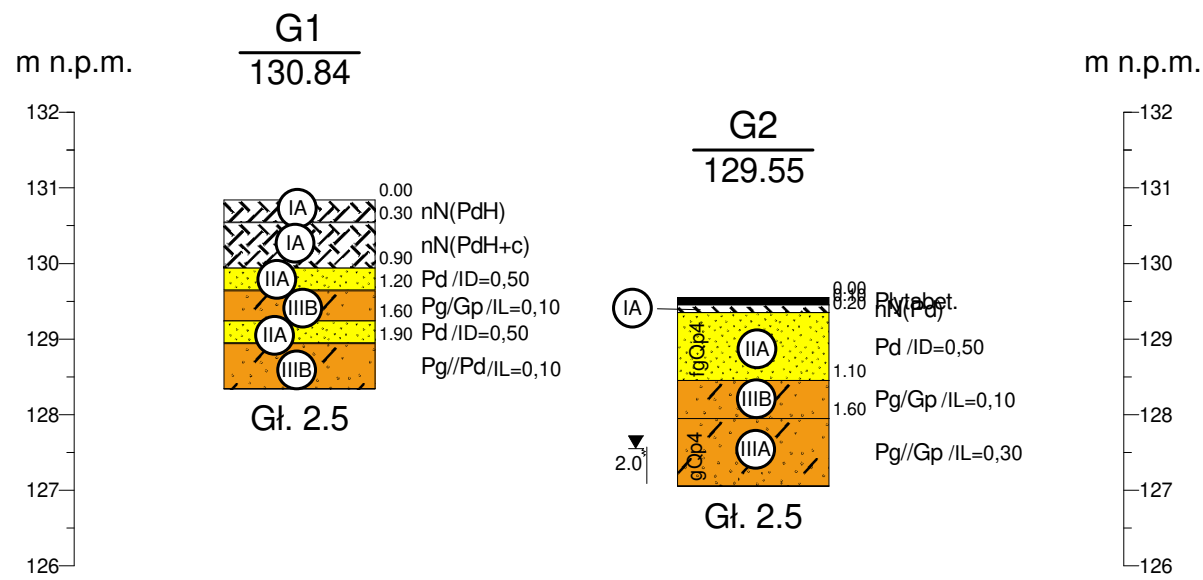 G1
130.84
m n.p.m.
m n.p.m.
132
131
130
129
128
127
126
0.00
IA
0.30 nN(PdH)
IA
nN(PdH+c)
0.90
IIA
1.20 Pd /ID=0,50
IIIB
1.60 Pg/Gp/IL=0,10
IIA
1.90 Pd /ID=0,50
IIIB
Pg//Pd/IL=0,10
Gł. 2.5
G2
129.55
0.00
0.10
0.20
IA
Płytabet.
nN(Pd)
fgQp4
IIA
Pd /ID=0,50
1.10
IIIB
Pg/Gp /IL=0,10
1.60
gQp4
IIIA
Pg//Gp /IL=0,30
2.0
Gł. 2.5
132
131
130
129
128
127
126